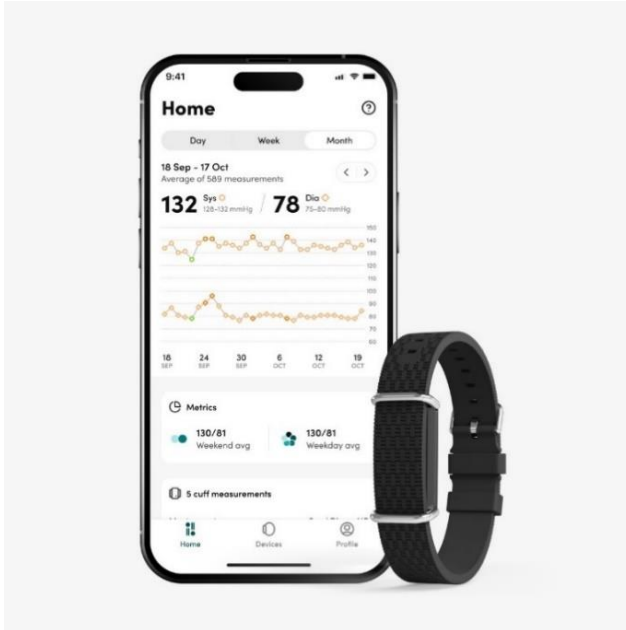 9:41
Home
Day Week Month
18 Sep - 17 Oct
Average of 589 measurements
132 Sys 128-132 mmHg / 78 Dia 75-80 mmHg
150
140
130
120
110
100
90
80
70
60
18 24 30 6 12 19
SEP SEP SEP OCT OCT OCT
Metrics
130/81 130/81
Weekend avg Weekday avg
5 cuff measurements
Home Devices Profile